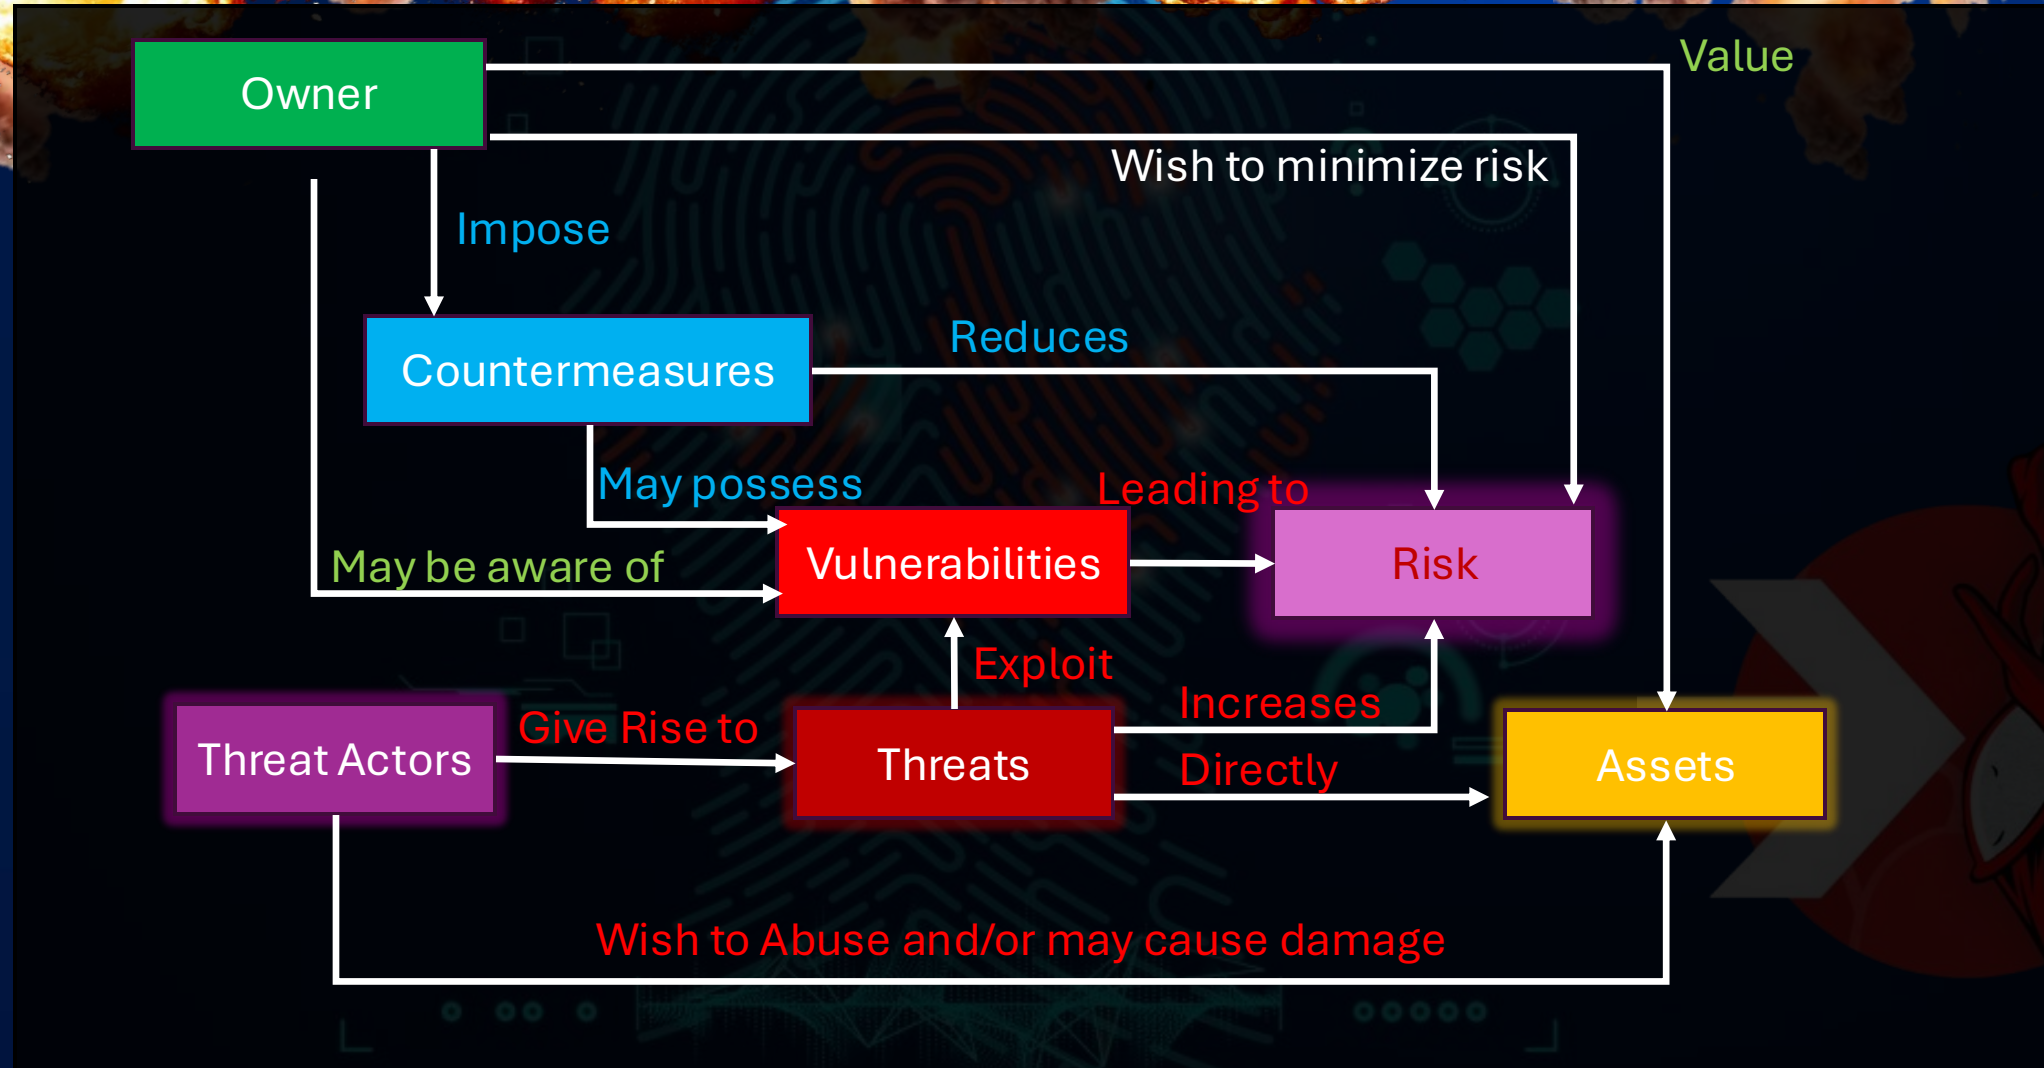 Owner
Value
Wish to minimize risk
Impose
Reduces
Countermeasures
May possess
Leading to
Vulnerabilities
Risk
May be aware of
Exploit
Increases
Give Rise to
Threat Actors
Threats
Directly
Assets
Wish to Abuse and/or may cause damage